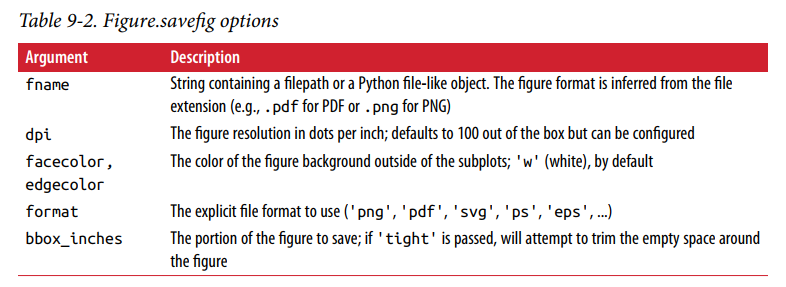 Table 9-2. Figure.savefig options
Argument Description
fname String containing a filepath or a Python file-like object. The figure format is inferred from the file
extension (e.g., .pdf for PDF or .png for PNG)
dpi The figure resolution in dots per inch; defaults to 100 out of the box but can be configured
facecolor, The color of the figure background outside of the subplots; 'w' (white), by default
edgecolor
format The explicit file format to use ('png', 'pdf', 'svg', 'ps', 'eps', ...)
bbox_inches The portion of the figure to save; if 'tight' is passed, will attempt to trim the empty space around
the figure